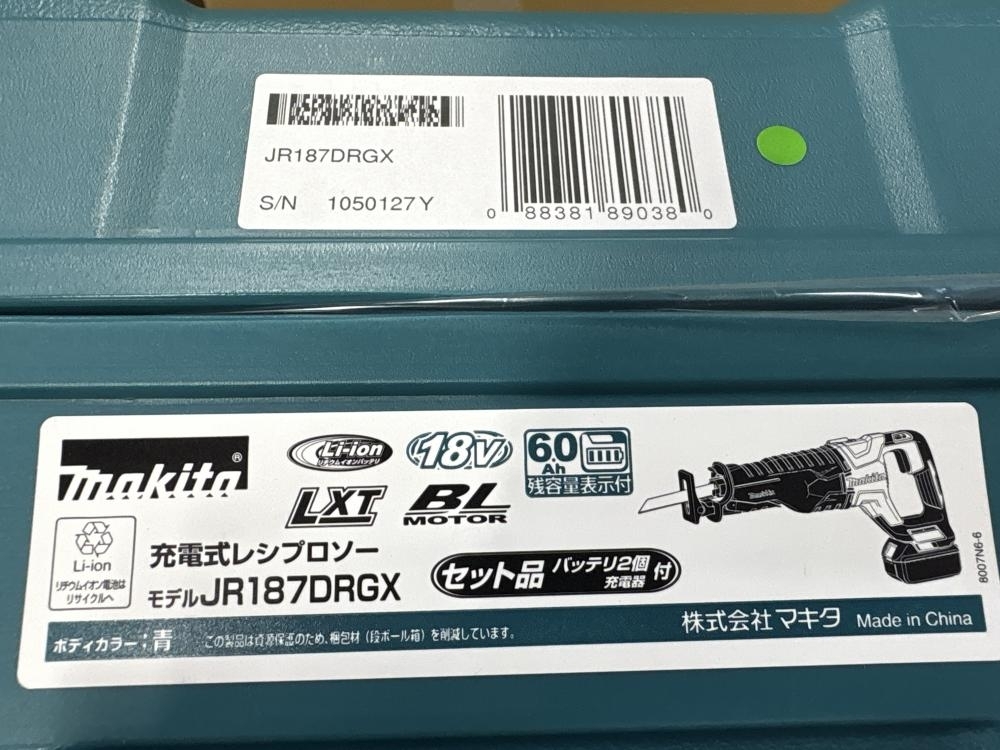 JR187DRGX
S/N 1050127Y
0 88381 89038 0
makita®
Li-ion
リチウムイオンバッテリ
18V
6.0
Ah
残容量表示付
LXT
BL
MOTOR
Li-ion
リチウムイオン電池は
リサイクルへ
充電式レシプロソー
モデルJR187DRGX
セット品 バッテリ2個
充電器 付
makita
makita
8007N6-6
ボディカラー;青
この製品は資源保護のため、梱包材(段ボール箱)を削減しています。
株式会社マキタ Made in China